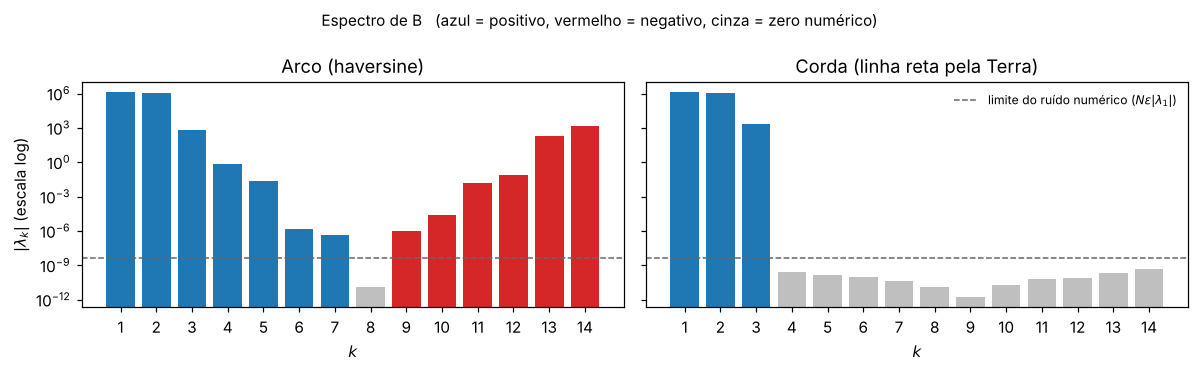 Espectro de B (azul = positivo, vermelho = negativo, cinza = zero numérico)
Arco (haversine)
Corda (linha reta pela Terra)
|λ_k| (escala log)
10^6
10^3
10^0
10^−3
10^−6
10^−9
10^−12
limite do ruído numérico (Nε|λ_1|)
1 2 3 4 5 6 7 8 9 10 11 12 13 14
k
1 2 3 4 5 6 7 8 9 10 11 12 13 14
k